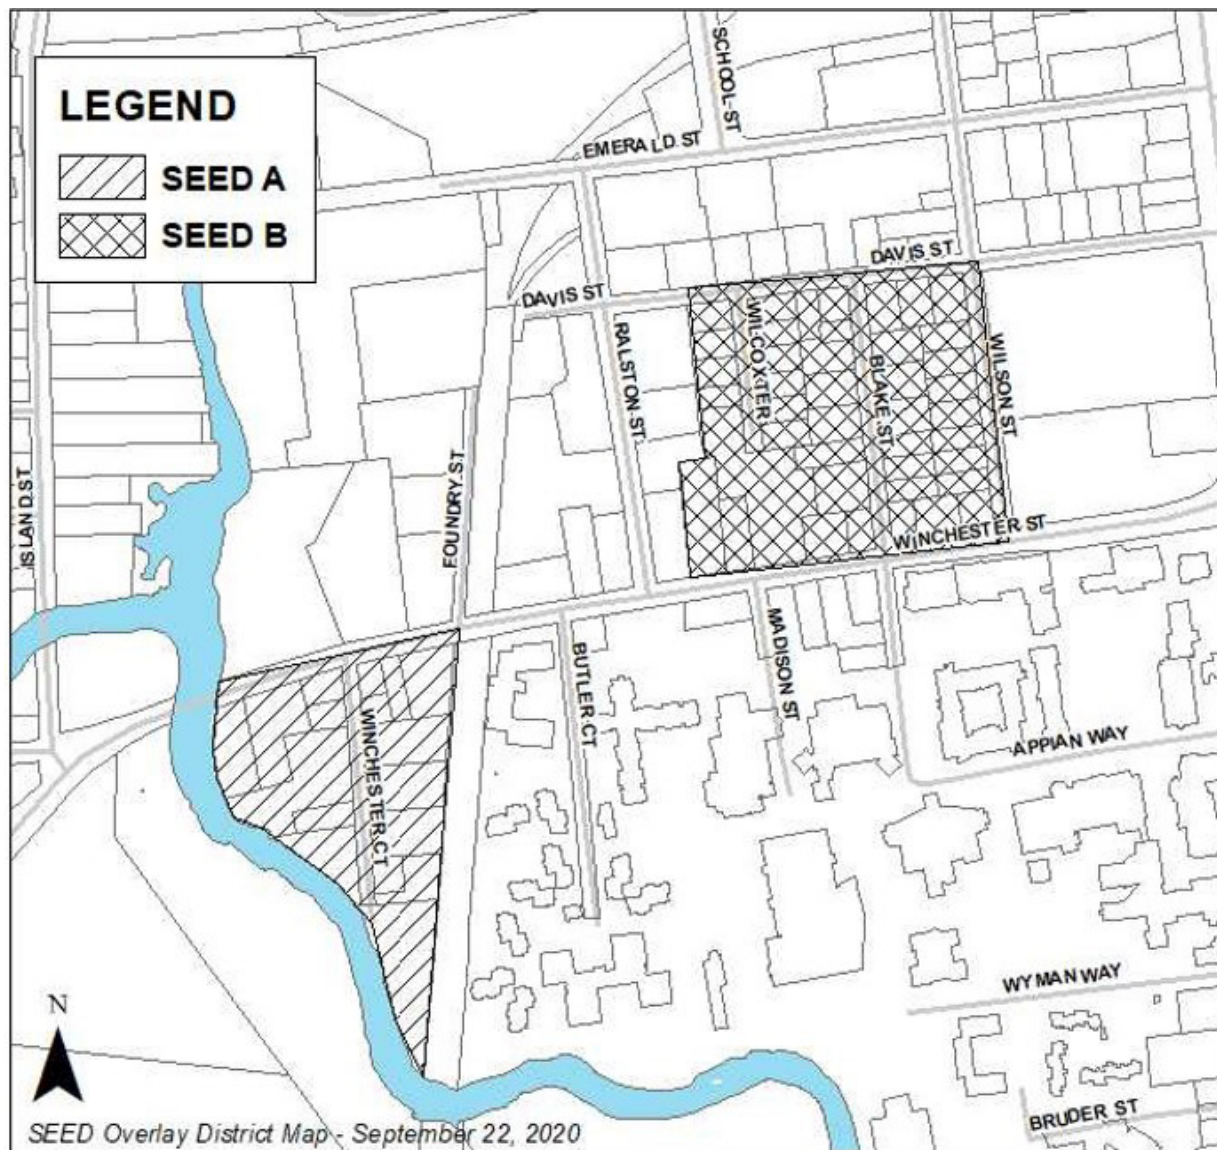 LEGEND
SEED A
SEED B
SCHOOL ST
EMERALD ST
DAVIS ST
DAVIS ST
WILCOX TER
RALSTON ST
BLAKE ST
WILSON ST
ISLAND ST
FOUNDRY ST
WINCHESTER ST
BUTLER CT
MADISON ST
WINCHESTER CT
APPIAN WAY
WYMAN WAY
N
BRUDER ST
SEED Overlay District Map - September 22, 2020